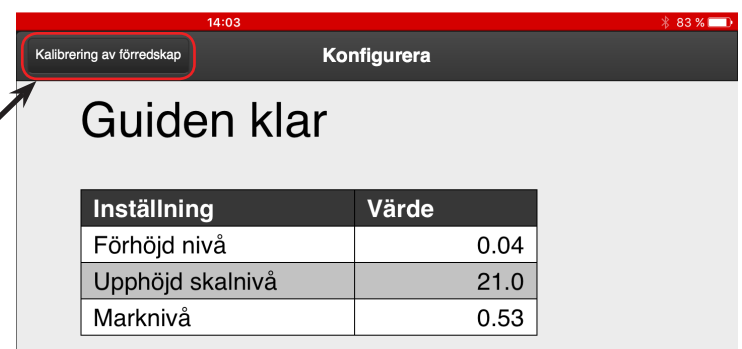 14:03 83 %
Kalibrering av förredskap Konfigurera
Guiden klar
Inställning Värde
Förhöjd nivå 0.04
Upphöjd skalnivå 21.0
Marknivå 0.53